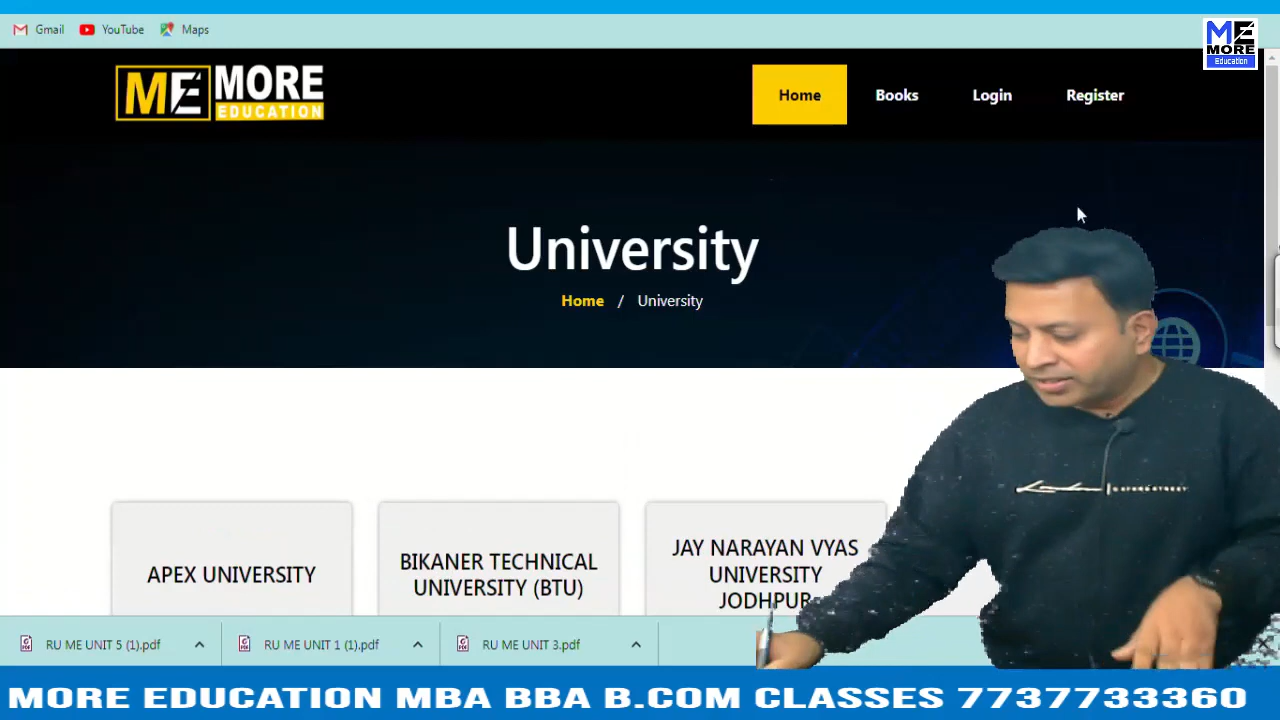 Gmail YouTube Maps
ME MORE EDUCATION
Home Books Login Register
ME
MORE
Education
University
Home / University
APEX UNIVERSITY
BIKANER TECHNICAL
UNIVERSITY (BTU)
JAY NARAYAN VYAS
UNIVERSITY
JODHPUR
RU ME UNIT 5 (1).pdf
RU ME UNIT 1 (1).pdf
RU ME UNIT 3.pdf
MORE EDUCATION MBA BBA B.COM CLASSES 7737733360